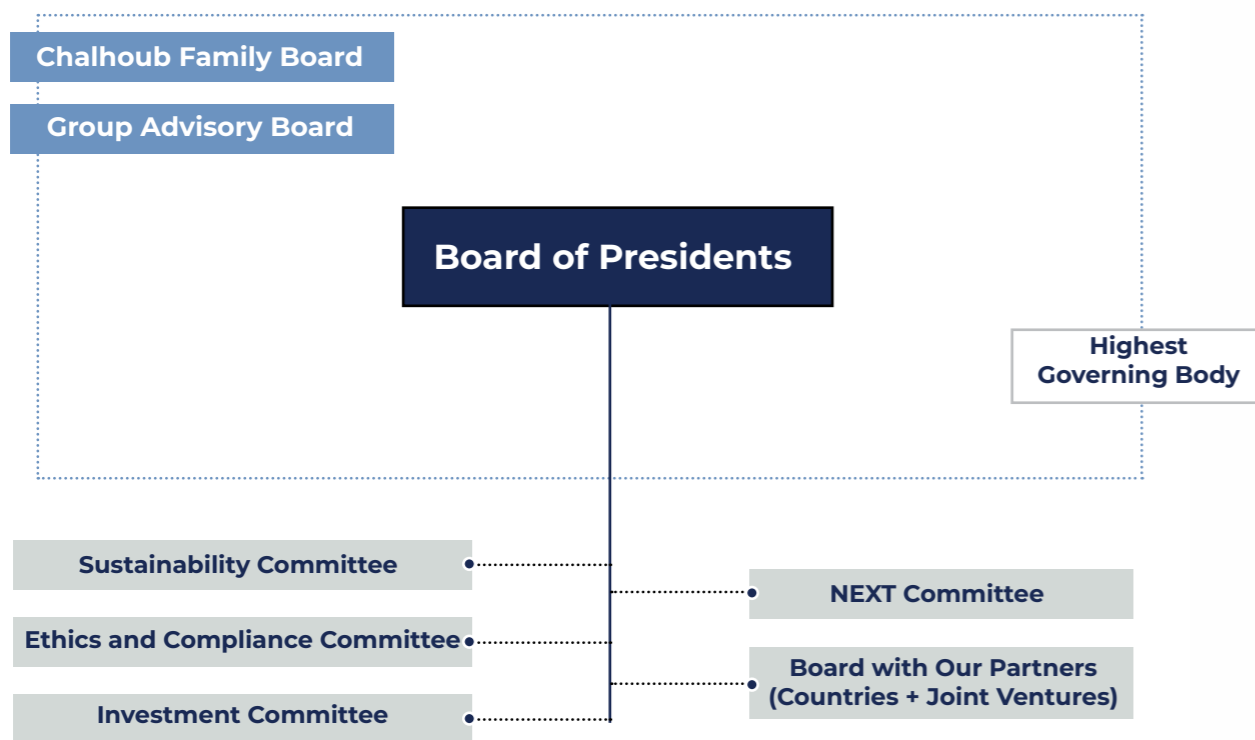 Chalhoub Family Board
Group Advisory Board
Board of Presidents
Highest
Governing Body
Sustainability Committee
Ethics and Compliance Committee
Investment Committee
NEXT Committee
Board with Our Partners
(Countries + Joint Ventures)